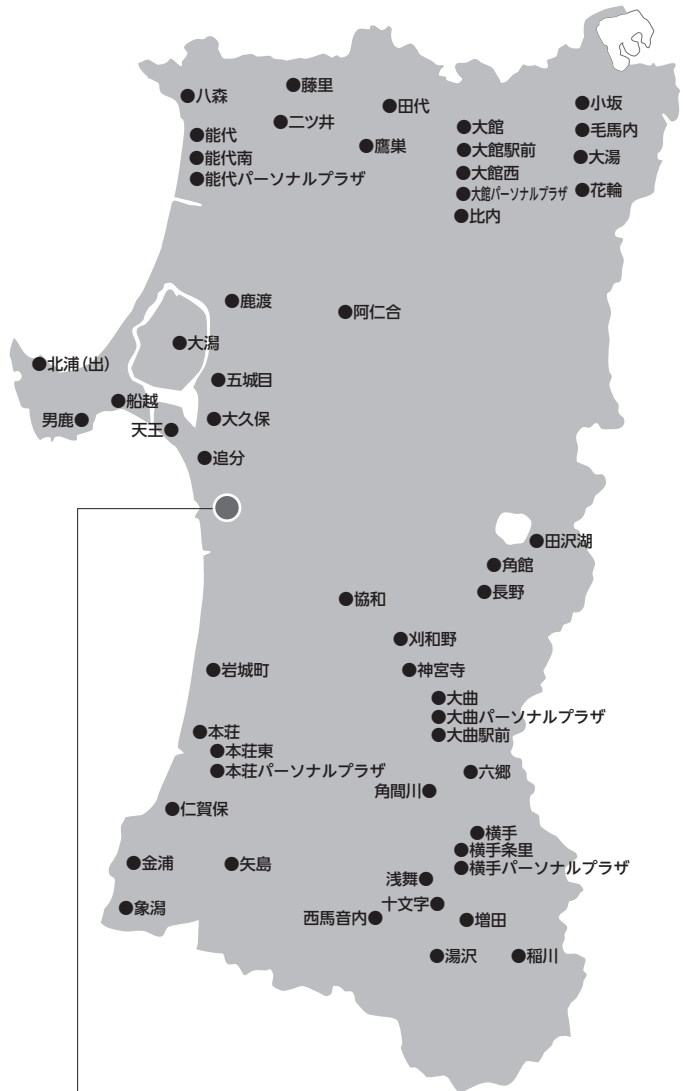 ●八森
●藤里
●田代
●小坂
●二ツ井
●大館
●毛馬内
●能代
●鷹巣
●大館駅前
●大湯
●能代南
●大館西
●能代パーソナルプラザ
●大館パーソナルプラザ
●花輪
●比内
●鹿渡
●阿仁合
●大潟
●北浦(出)
●五城目
●船越
男鹿●
●大久保
天王●
●追分
●田沢湖
●角館
●長野
●協和
●刈和野
●岩城町
●神宮寺
●大曲
●大曲パーソナルプラザ
●大曲駅前
●本荘
●本荘東
●本荘パーソナルプラザ
●六郷
角間川●
●仁賀保
●横手
●横手条里
●横手パーソナルプラザ
●金浦
●矢島
浅舞●
十文字●
●象潟
西馬音内●
●増田
●湯沢
●稲川